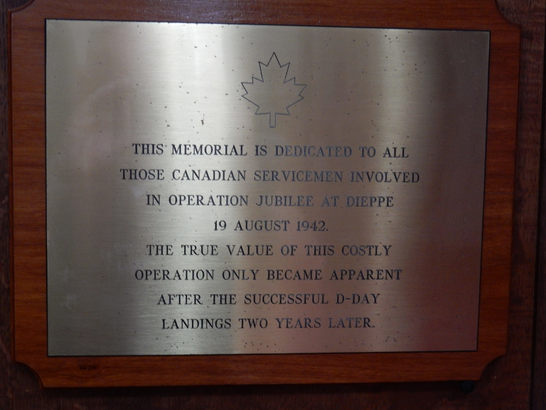 THIS MEMORIAL IS DEDICATED TO ALL
THOSE CANADIAN SERVICEMEN INVOLVED
IN OPERATION JUBILEE AT DIEPPE
19 AUGUST 1942.
THE TRUE VALUE OF THIS COSTLY
OPERATION ONLY BECAME APPARENT
AFTER THE SUCCESSFUL D-DAY
LANDINGS TWO YEARS LATER.